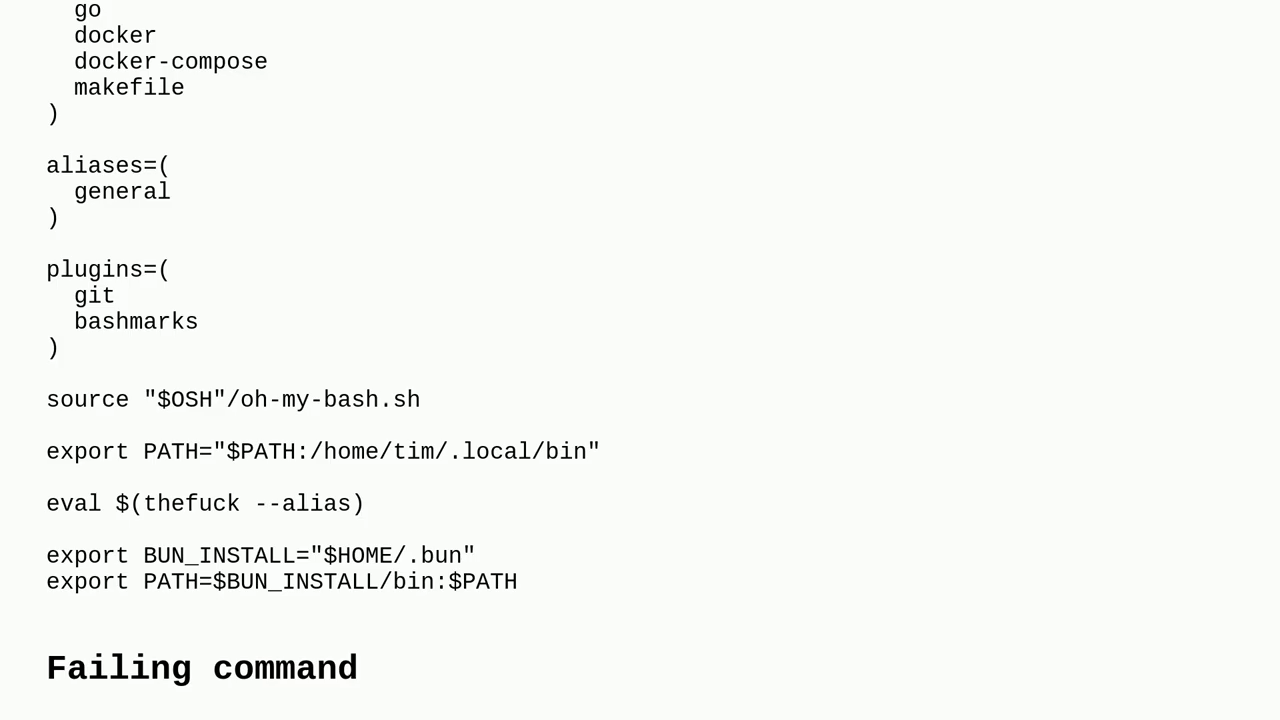 go
docker
docker-compose
makefile
)
aliases=(
general
)
plugins=(
git
bashmarks
)
source "$OSH"/oh-my-bash.sh
export PATH="$PATH:/home/tim/.local/bin"
eval $(thefuck --alias)
export BUN_INSTALL="$HOME/.bun"
export PATH=$BUN_INSTALL/bin:$PATH
Failing command